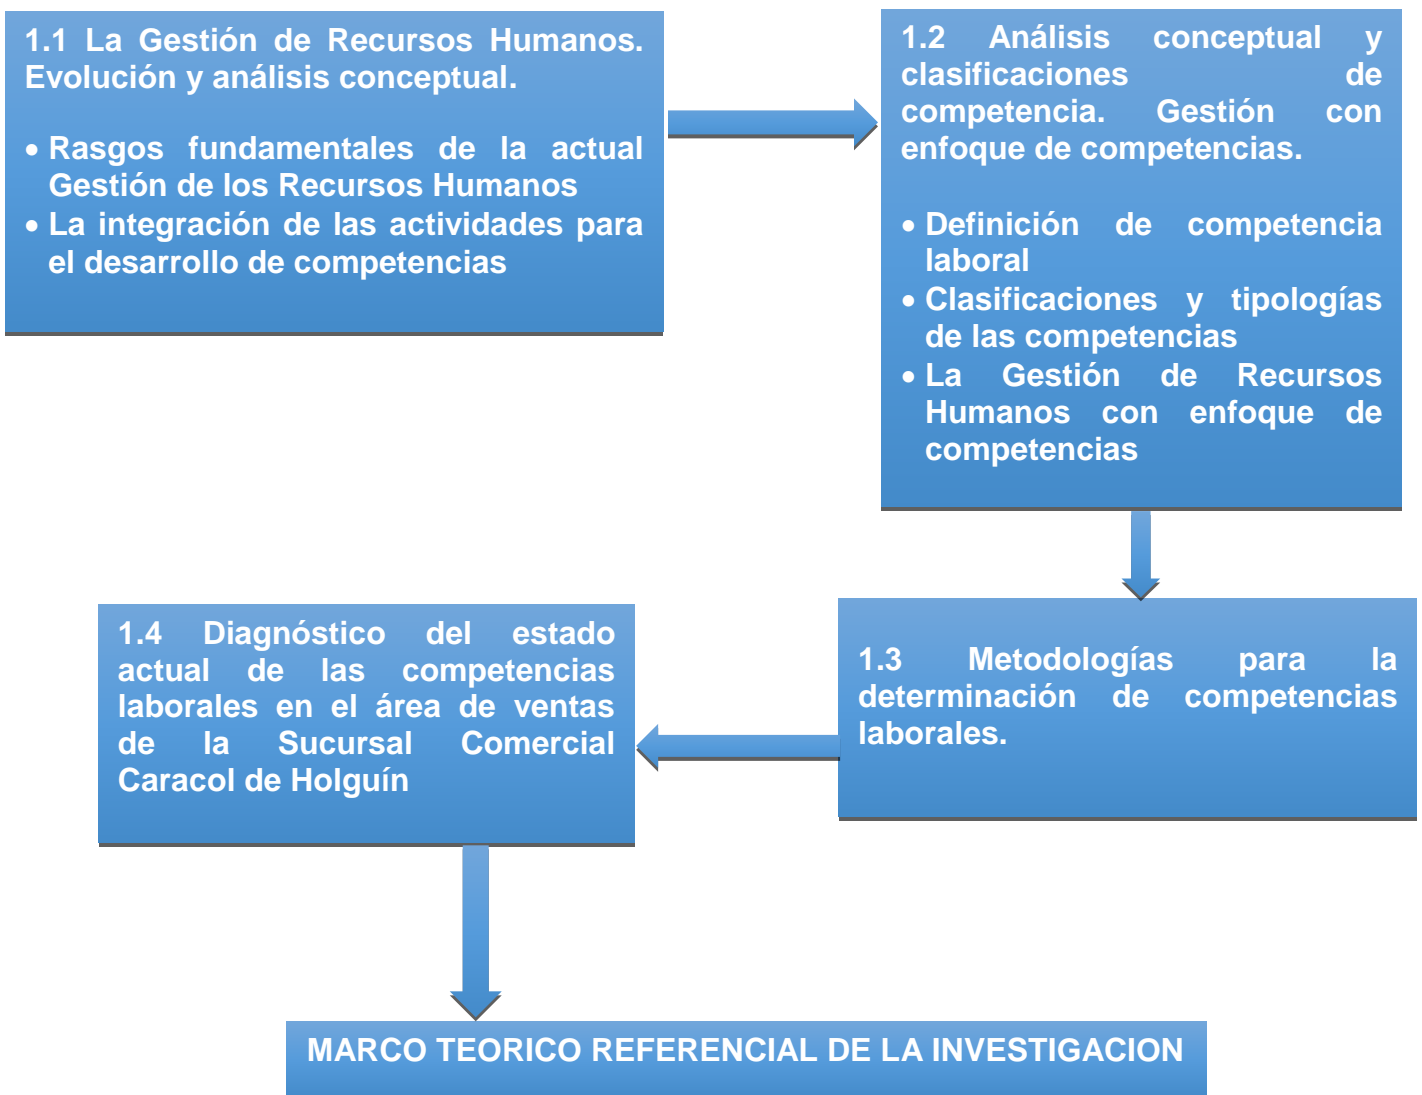 1.1 La Gestión de Recursos Humanos.
Evolución y análisis conceptual.
• Rasgos fundamentales de la actual
Gestión de los Recursos Humanos
• La integración de las actividades para
el desarrollo de competencias
1.2 Análisis conceptual y
clasificaciones de
competencia. Gestión con
enfoque de competencias.
• Definición de competencia
laboral
• Clasificaciones y tipologías
de las competencias
• La Gestión de Recursos
Humanos con enfoque de
competencias
1.3 Metodologías para la
determinación de competencias
laborales.
1.4 Diagnóstico del estado
actual de las competencias
laborales en el área de ventas
de la Sucursal Comercial
Caracol de Holguín
MARCO TEORICO REFERENCIAL DE LA INVESTIGACION